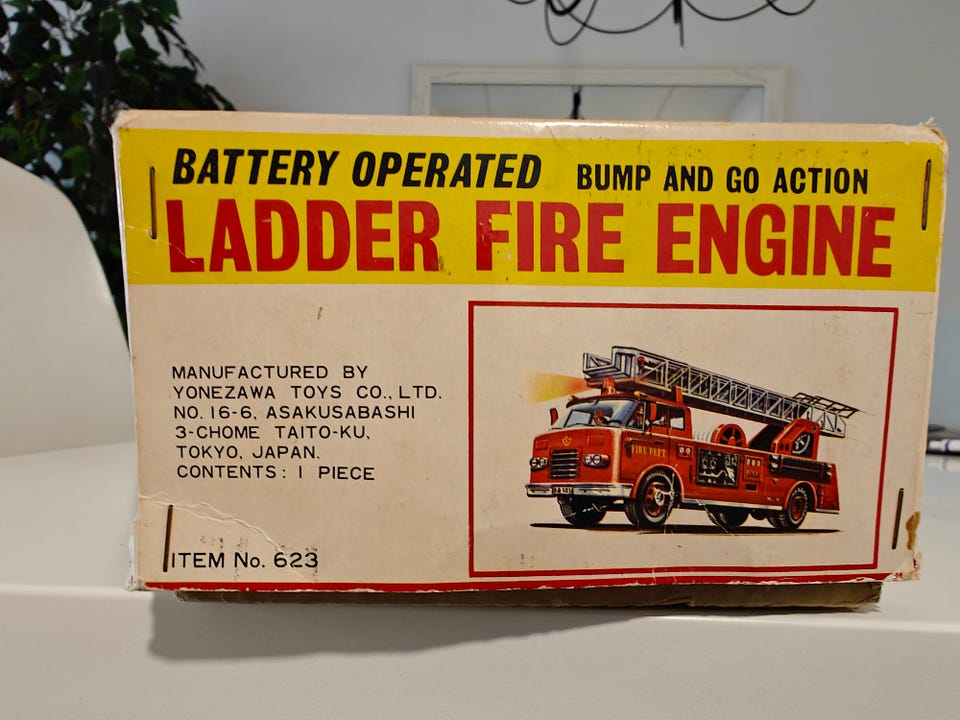 BATTERY OPERATED BUMP AND GO ACTION
LADDER FIRE ENGINE
MANUFACTURED BY
YONEZAWA TOYS CO., LTD.
NO. 16-6, ASAKUSABASHI
3-CHOME TAITO-KU,
TOKYO, JAPAN.
CONTENTS: 1 PIECE
FIRE DEPT
ITEM No. 623